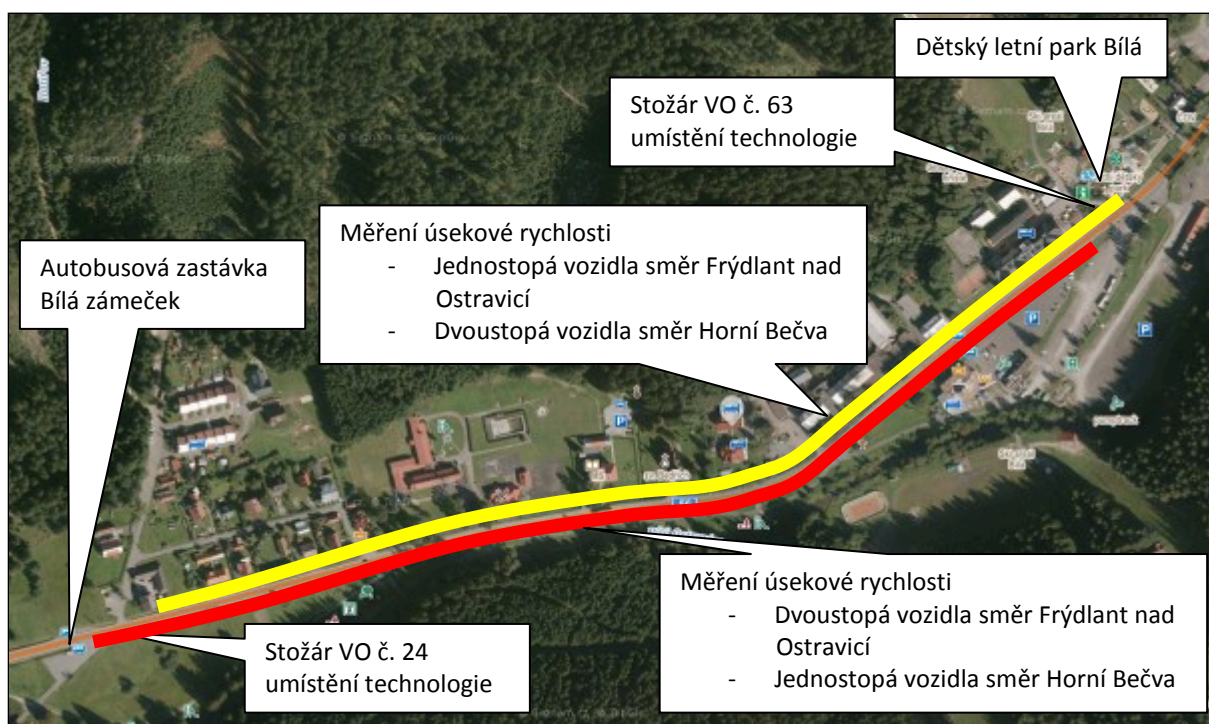 Dětský letní park Bílá
Stožár VO č. 63
umístění technologie
Měření úsekové rychlosti
- Jednostopá vozidla směr Frýdlant nad
Ostravicí
- Dvoustopá vozidla směr Horní Bečva
Autobusová zastávka
Bílá zámeček
Měření úsekové rychlosti
- Dvoustopá vozidla směr Frýdlant nad
Ostravicí
- Jednostopá vozidla směr Horní Bečva
Stožár VO č. 24
umístění technologie